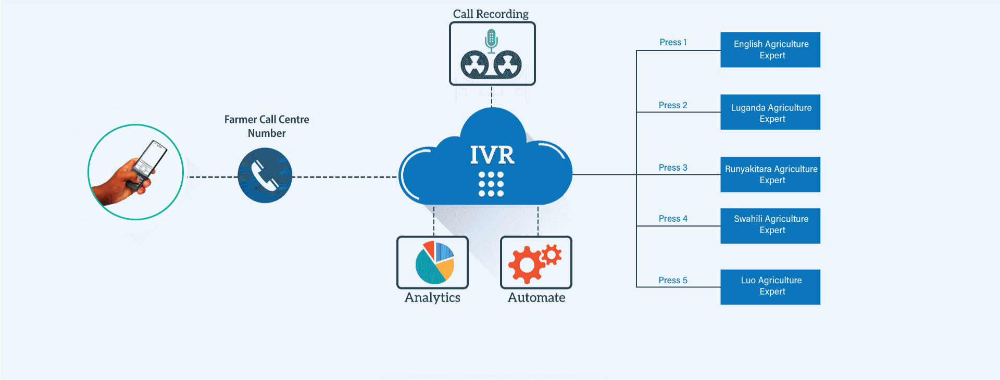 Call Recording
Farmer Call Centre
Number
IVR
Analytics
Automate
Press 1
English Agriculture
Expert
Press 2
Luganda Agriculture
Expert
Press 3
Runyakitara Agriculture
Expert
Press 4
Swahili Agriculture
Expert
Press 5
Luo Agriculture
Expert